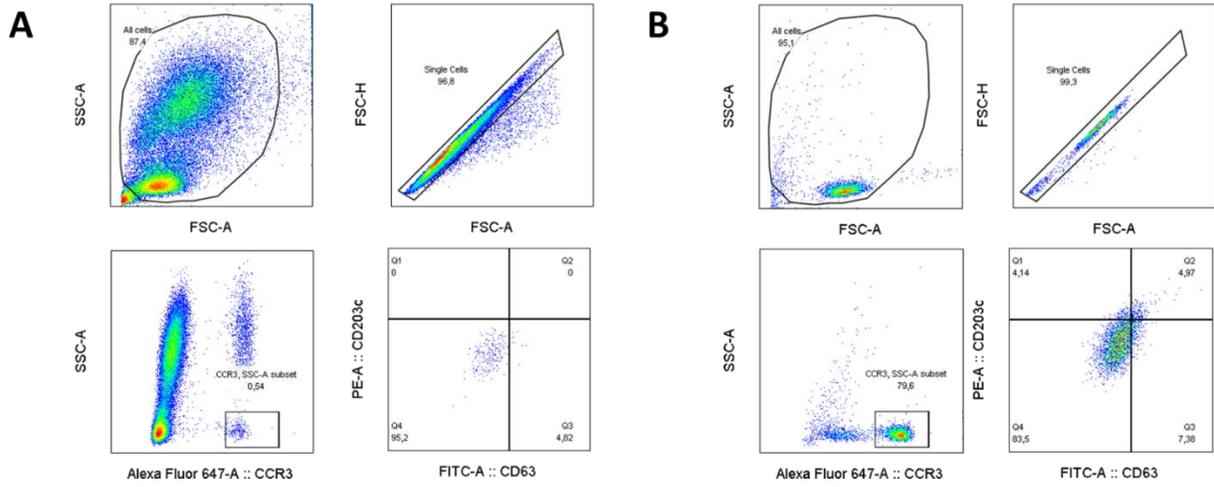 A
All cells
87,4
SSC-A
FSC-A
Single Cells
96,8
FSC-H
FSC-A
CCR3, SSC-A subset
0,54
SSC-A
Alexa Fluor 647-A :: CCR3
Q1
0
Q2
0
Q4
95,2
Q3
4,82
PE-A :: CD203c
FITC-A :: CD63
B
All cells
95,1
SSC-A
FSC-A
Single Cells
99,3
FSC-H
FSC-A
CCR3, SSC-A subset
79,6
SSC-A
Alexa Fluor 647-A :: CCR3
Q1
4,14
Q2
4,97
Q4
83,5
Q3
7,38
PE-A :: CD203c
FITC-A :: CD63